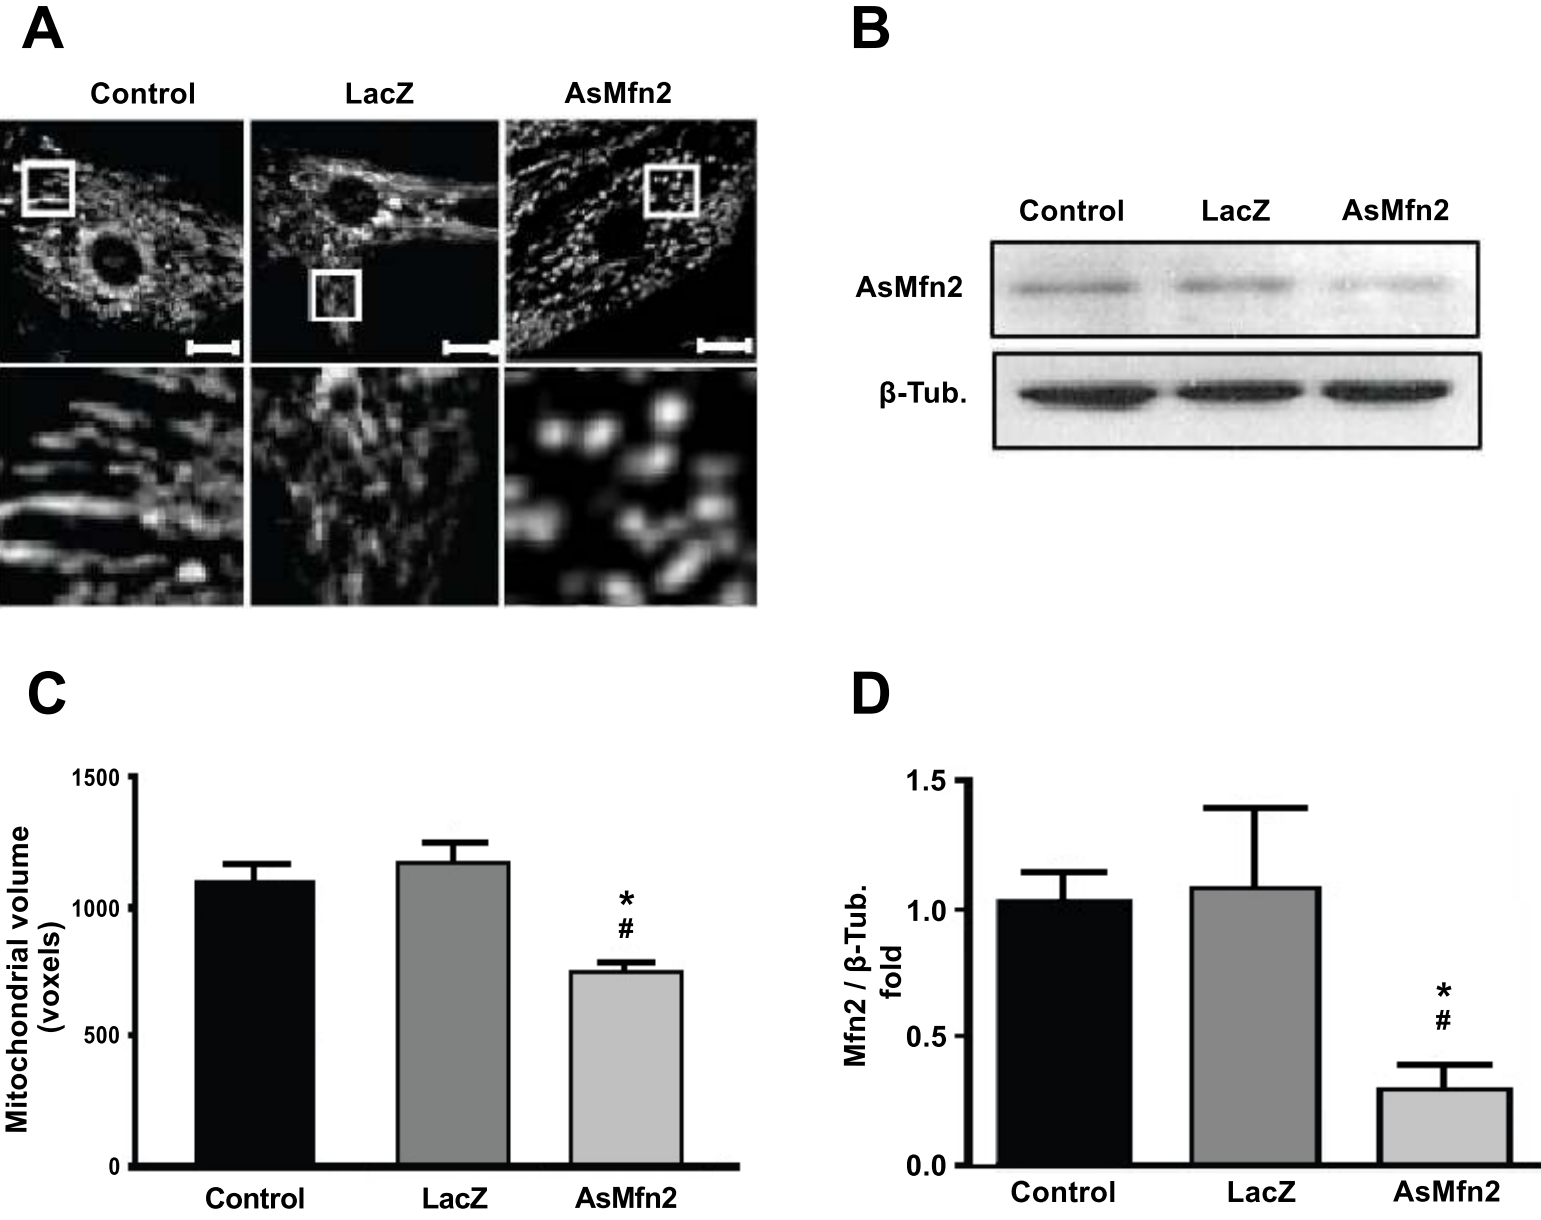 A
Control LacZ AsMfn2
B
Control LacZ AsMfn2
AsMfn2
β-Tub.
C
Mitochondrial volume
(voxels)
1500
1000
500
0
*
#
Control LacZ AsMfn2
D
Mfn2 / β-Tub.
fold
1.5
1.0
0.5
0.0
*
#
Control LacZ AsMfn2